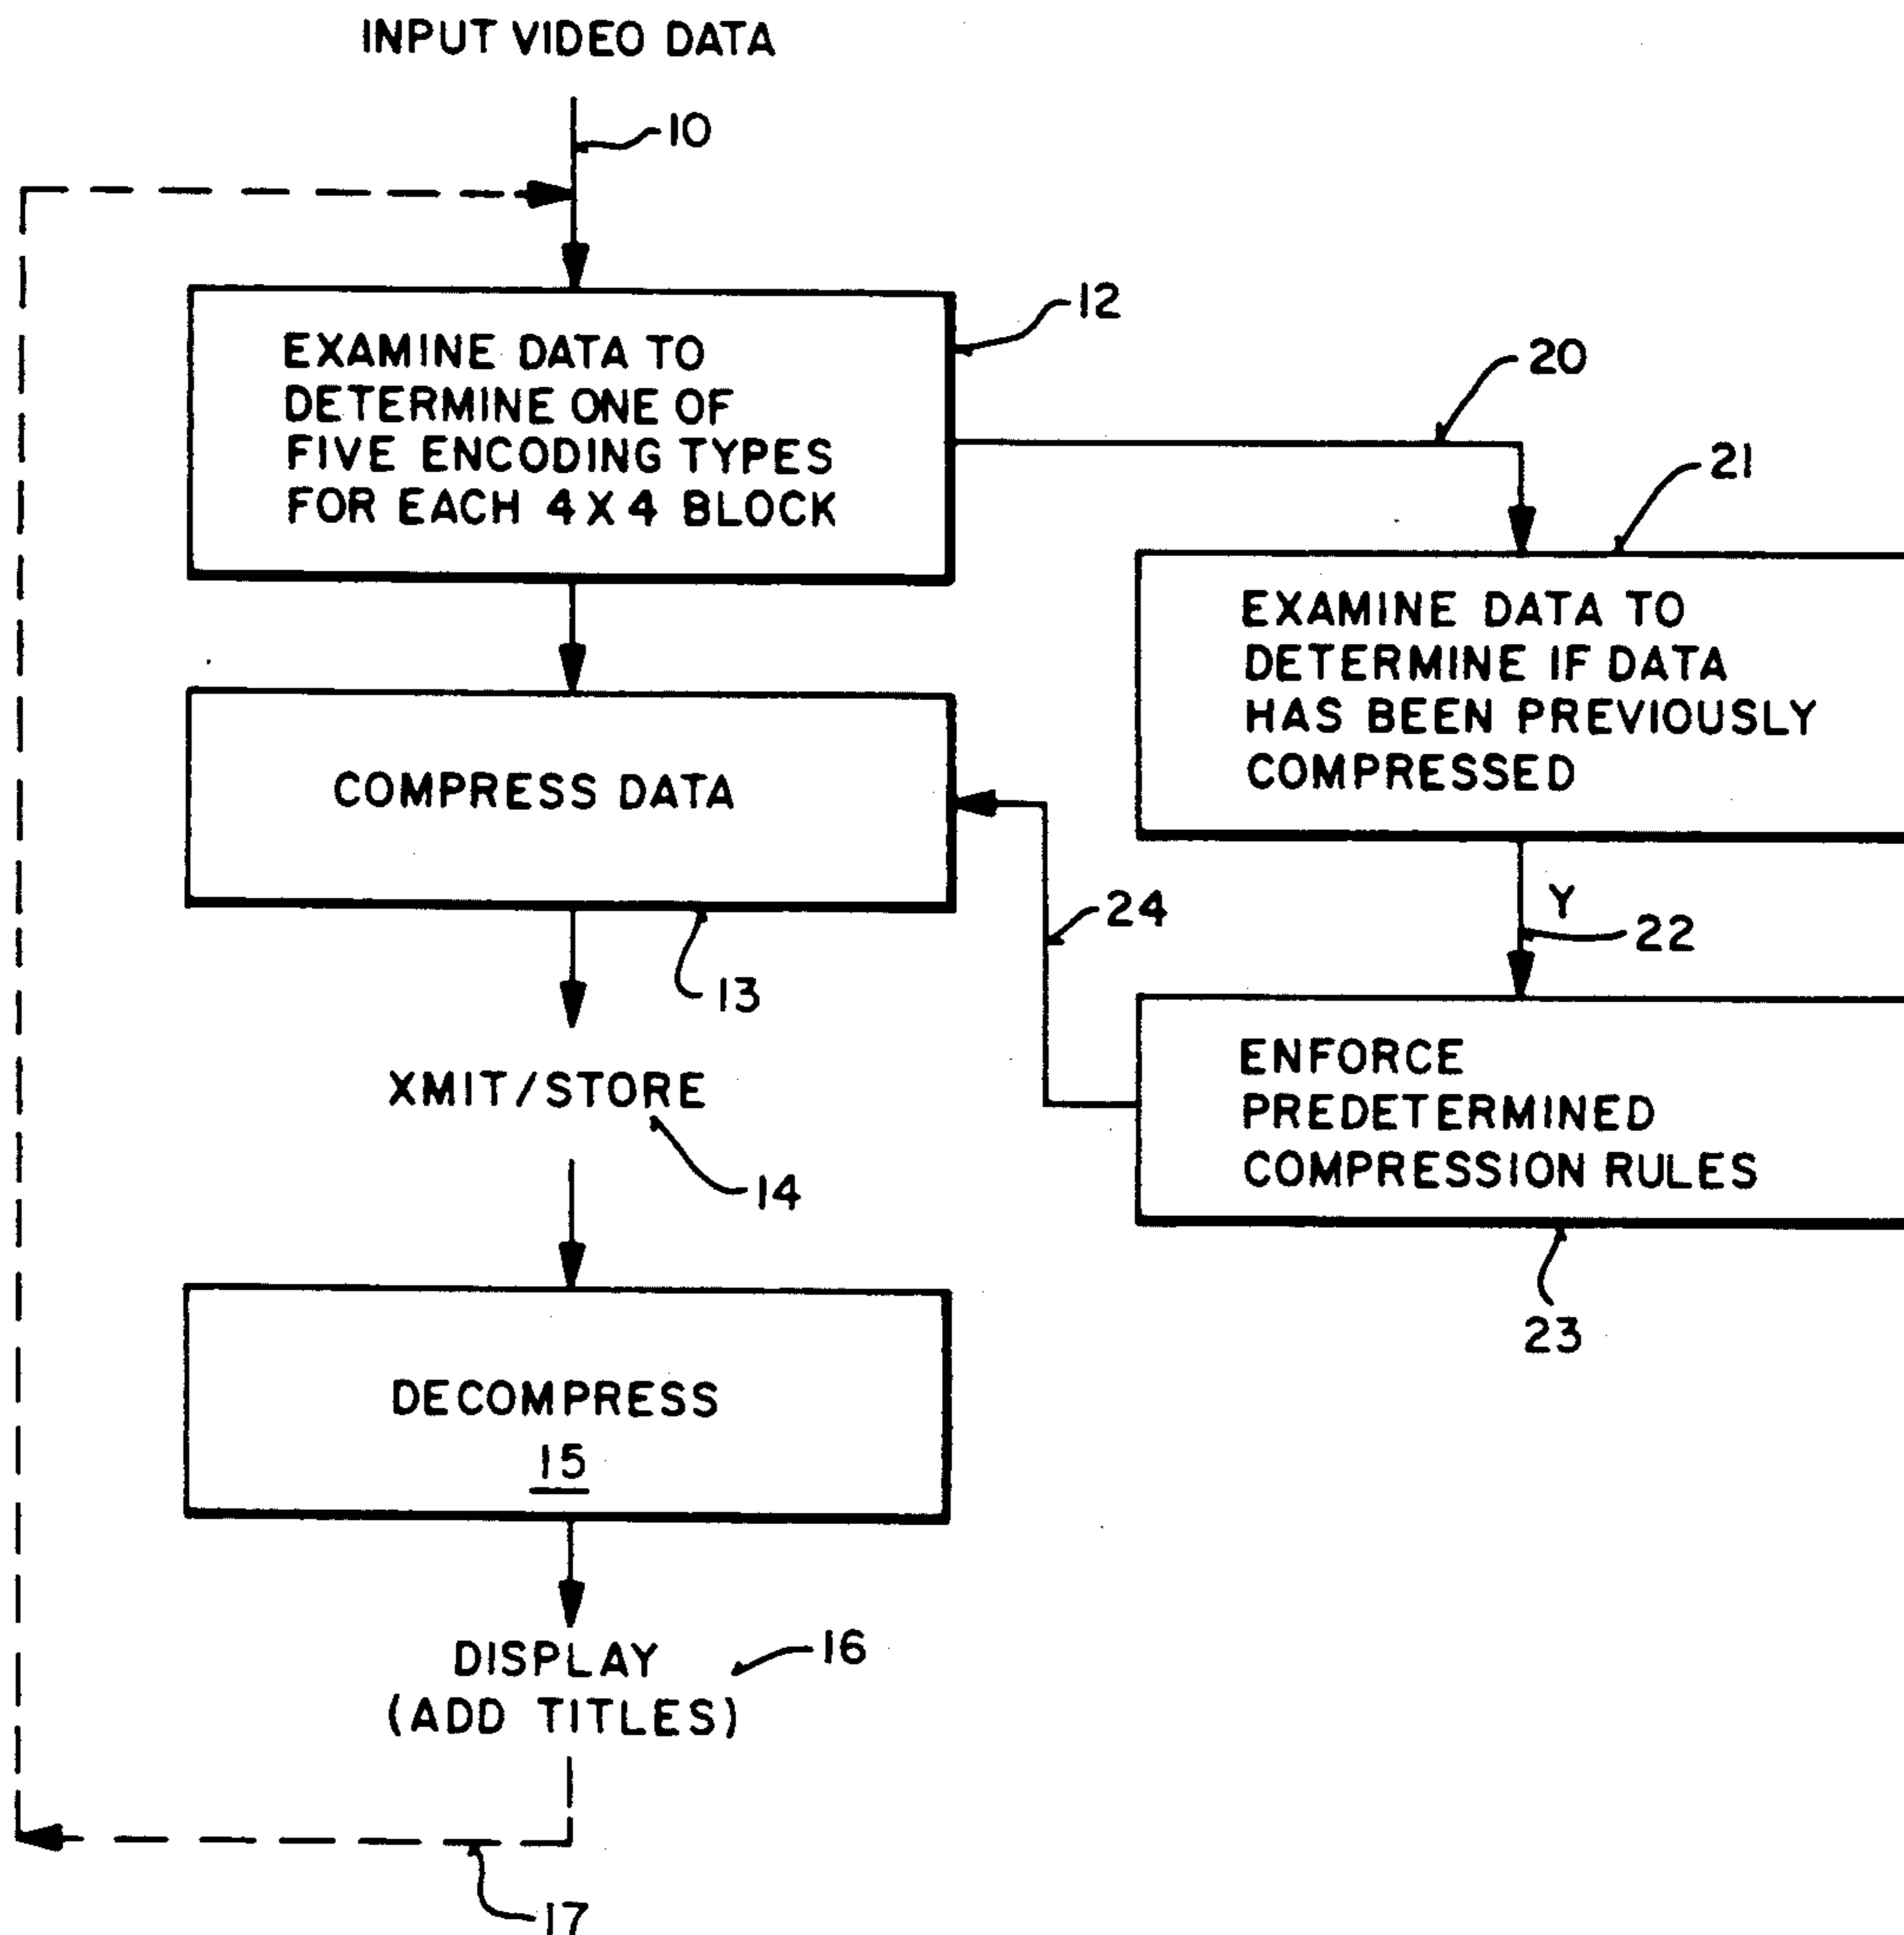 INPUT VIDEO DATA
10
12
EXAMINE DATA TO
DETERMINE ONE OF
FIVE ENCODING TYPES
FOR EACH 4 X 4 BLOCK
20
21
EXAMINE DATA TO
DETERMINE IF DATA
HAS BEEN PREVIOUSLY
COMPRESSED
COMPRESS DATA
13
24
Y
22
ENFORCE
PREDETERMINED
COMPRESSION RULES
23
XMIT/STORE
14
DECOMPRESS
15
DISPLAY
(ADD TITLES)
16
17